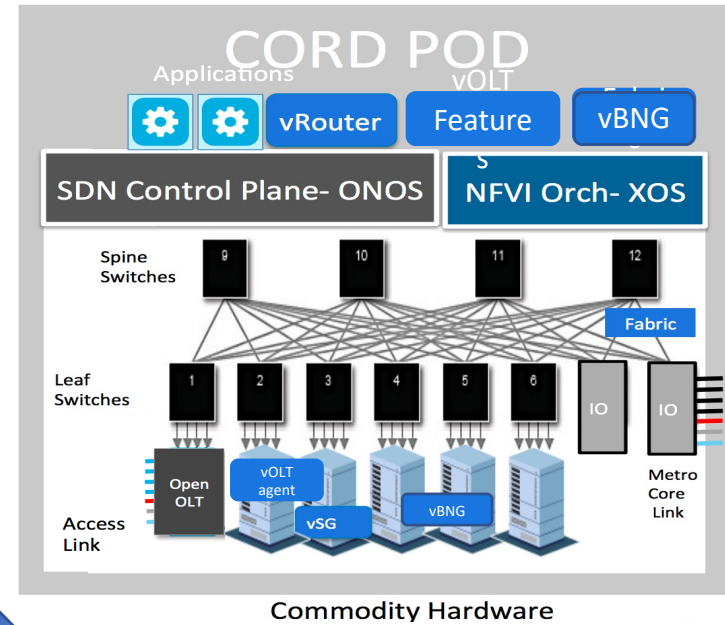 CORD POD
Applications
vOLT
vRouter
Feature
s
vBNG
SDN Control Plane- ONOS
NFVI Orch- XOS
Spine
Switches
9
10
11
12
Fabric
Leaf
Switches
1
2
3
4
5
6
IO
IO
Open
OLT
vOLT
agent
vSG
vBNG
Metro
Core
Link
Access
Link
Commodity Hardware